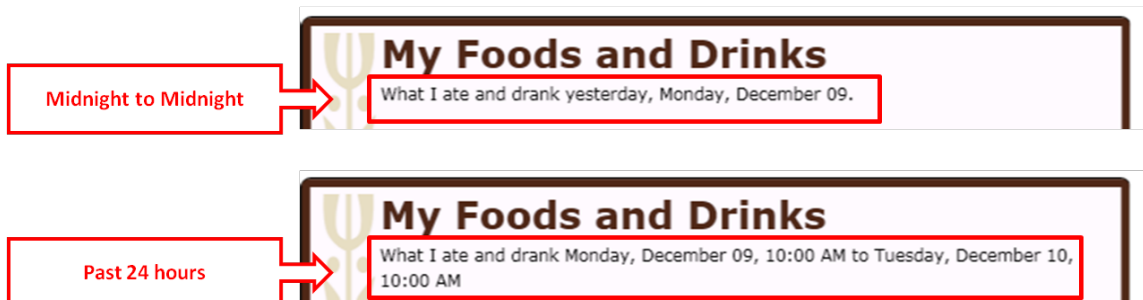 My Foods and Drinks
Midnight to Midnight
What I ate and drank yesterday, Monday, December 09.
My Foods and Drinks
Past 24 hours
What I ate and drank Monday, December 09, 10:00 AM to Tuesday, December 10,
10:00 AM